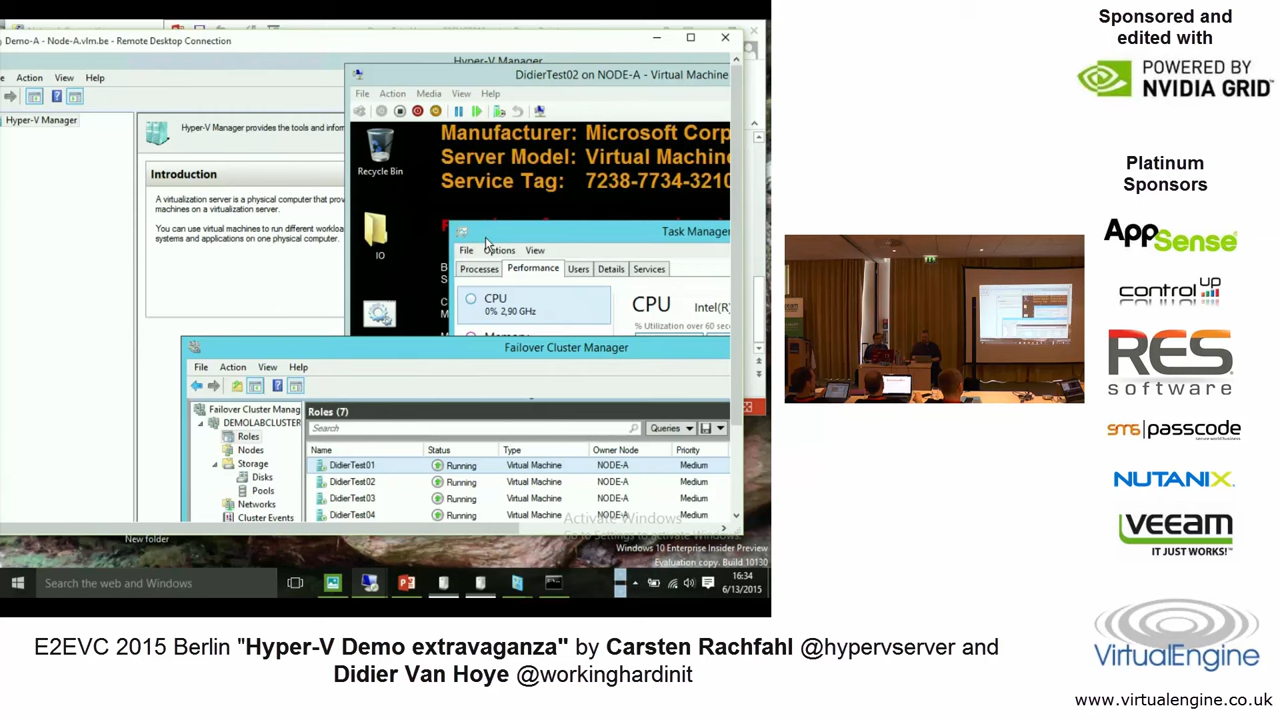 Demo-A - Node-A.vlm.be - Remote Desktop Connection
Hyper-V Manager
Action View Help
Hyper-V Manager
Hyper-V Manager provides the tools and infor
Introduction
A virtualization server is a physical computer that prov
machines on a virtualization server.
You can use virtual machines to run different workloa
systems and applications on one physical computer.
DidierTest02 on NODE-A - Virtual Machine
File Action Media View Help
Recycle Bin
IO
Manufacturer: Microsoft Corp
Server Model: Virtual Machine
Service Tag: 7238-7734-3210
Task Manager
File Options View
Processes Performance Users Details Services
CPU
0% 2,90 GHz
Memory
CPU Intel(R)
% Utilization over 60 seco
Failover Cluster Manager
File Action View Help
Failover Cluster Manag
DEMOLABCLUSTER
Roles
Nodes
Storage
Disks
Pools
Networks
Cluster Events
Roles (7)
Search Queries
Name Status Type Owner Node Priority
DidierTest01 Running Virtual Machine NODE-A Medium
DidierTest02 Running Virtual Machine NODE-A Medium
DidierTest03 Running Virtual Machine NODE-A Medium
DidierTest04 Running Virtual Machine NODE-A Medium
Activate Windows
Go to Settings to activate Windows.
New folder
Windows 10 Enterprise Insider Preview
Evaluation copy. Build 10130
Search the web and Windows
16:34
6/13/2015
Sponsored and
edited with
POWERED BY
NVIDIA GRID™
Platinum
Sponsors
AppSense
control up
RES
software
sms|passcode
NUTANIX
VEEAM
IT JUST WORKS!™
VirtualEngine
www.virtualengine.co.uk
E2EVC 2015 Berlin "Hyper-V Demo extravaganza" by Carsten Rachfahl @hypervserver and
Didier Van Hoye @workinghardinit